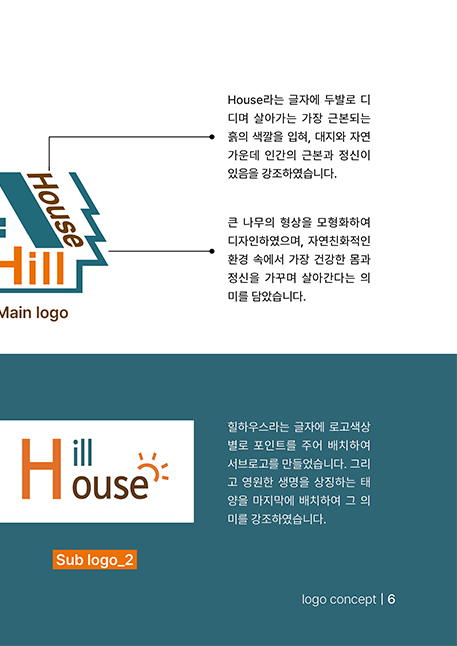 House라는 글자에 두발로 디
디며 살아가는 가장 근본되는
흙의 색깔을 입혀, 대지와 자연
가운데 인간의 근본과 정신이
있음을 강조하였습니다.
House
Hill
큰 나무의 형상을 모형화하여
디자인하였으며, 자연친화적인
환경 속에서 가장 건강한 몸과
정신을 가꾸며 살아간다는 의
미를 담았습니다.
Main logo
힐하우스라는 글자에 로고색상
별로 포인트를 주어 배치하여
서브로고를 만들었습니다. 그리
고 영원한 생명을 상징하는 태
양을 마지막에 배치하여 그 의
미를 강조하였습니다.
Hill
House
Sub logo_2
logo concept | 6